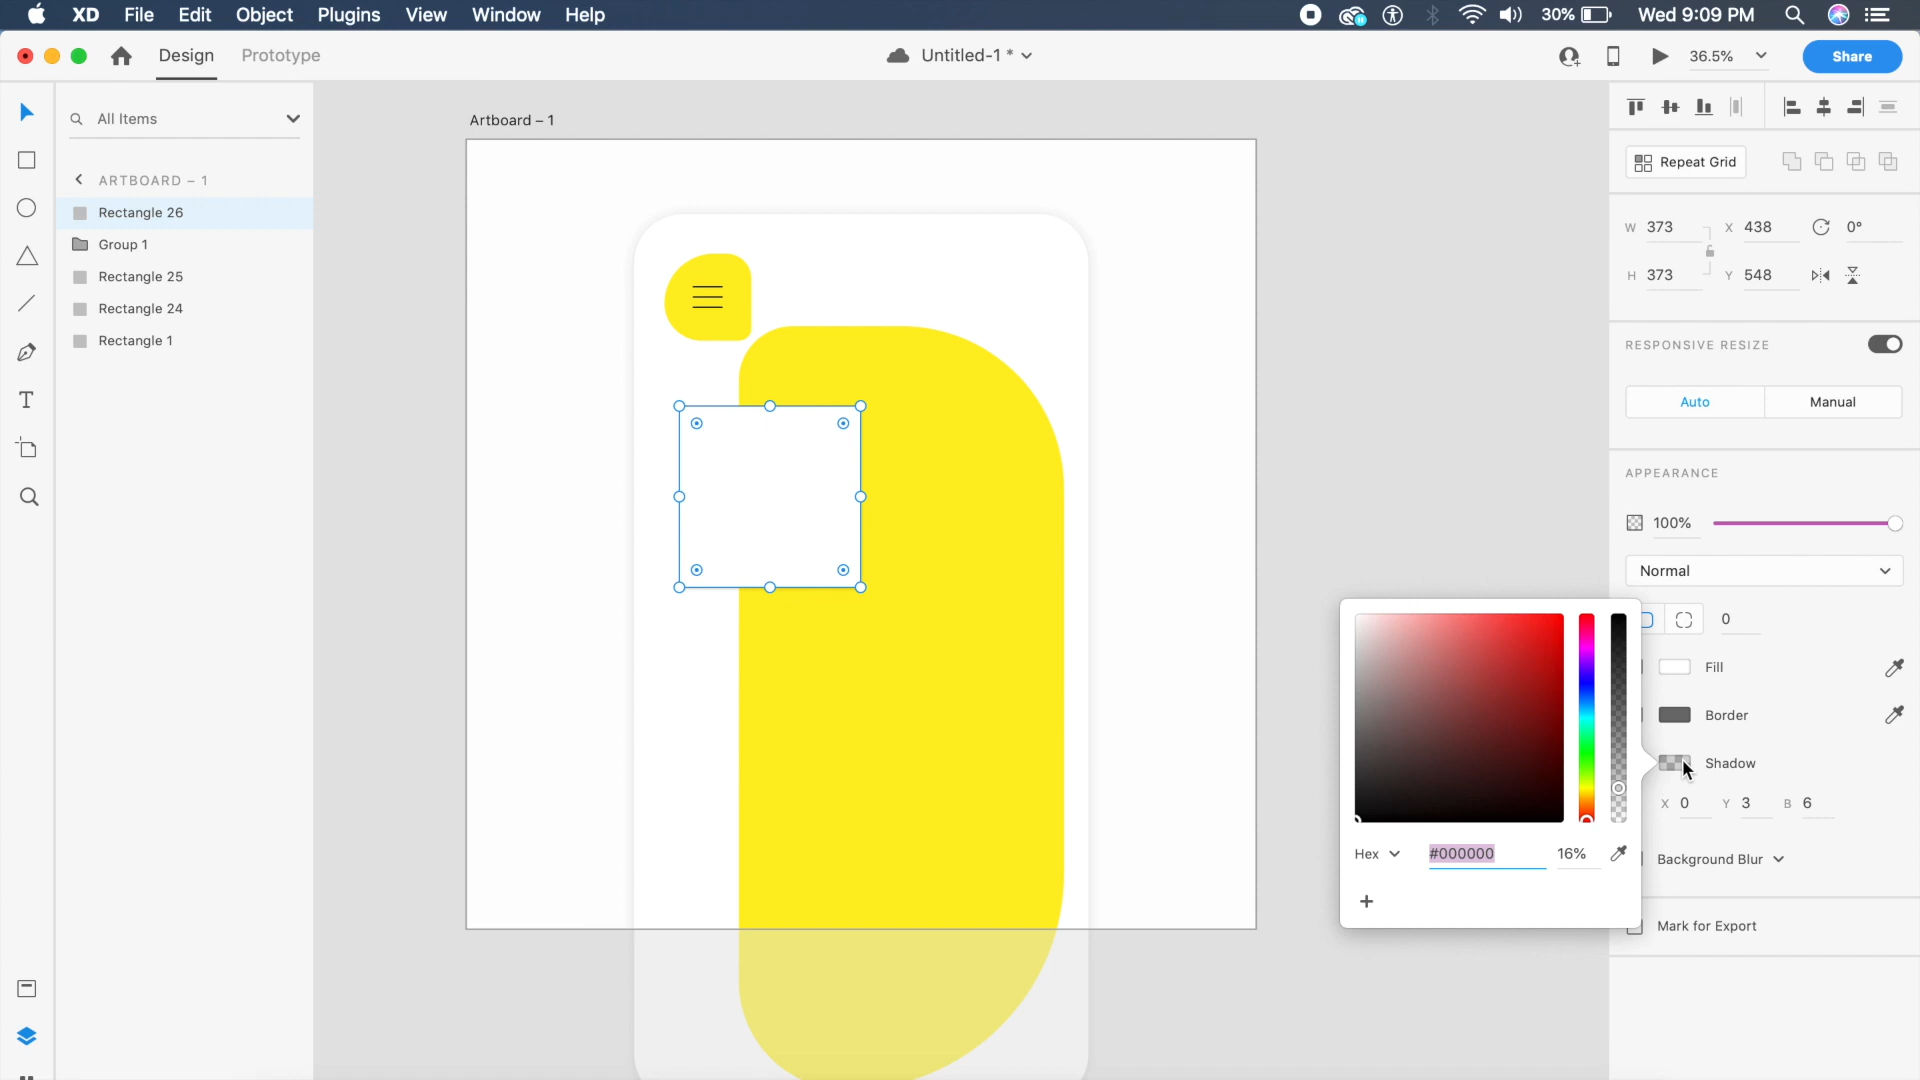 XD File Edit Object Plugins View Window Help 30% Wed 9:09 PM
Design Prototype Untitled-1 * 36.5% Share
All Items
Artboard – 1
ARTBOARD – 1
Repeat Grid
Rectangle 26
W 373 X 438 0°
Group 1
H 373 Y 548
Rectangle 25
Rectangle 24
Rectangle 1
RESPONSIVE RESIZE
Auto Manual
APPEARANCE
100%
Normal
0
Fill
Border
Shadow
X 0 Y 3 B 6
Hex #000000 16%
Background Blur
Mark for Export
T